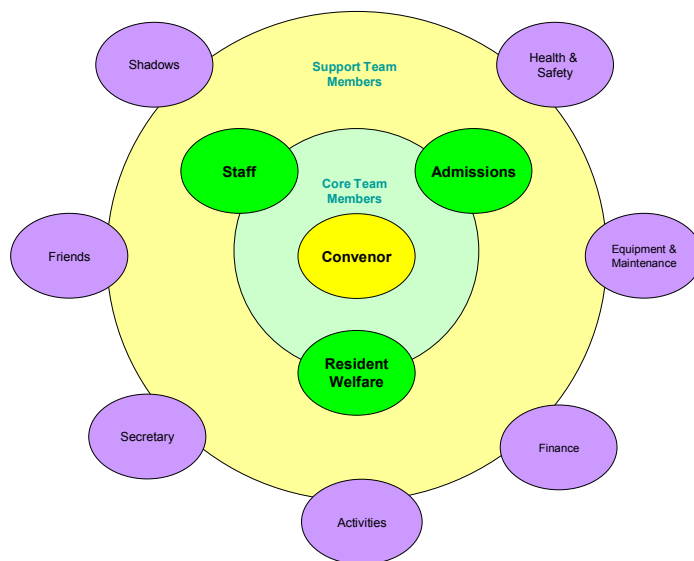 Shadows
Support Team
Members
Health &
Safety
Staff
Core Team
Members
Admissions
Friends
Convenor
Equipment &
Maintenance
Resident
Welfare
Secretary
Finance
Activities